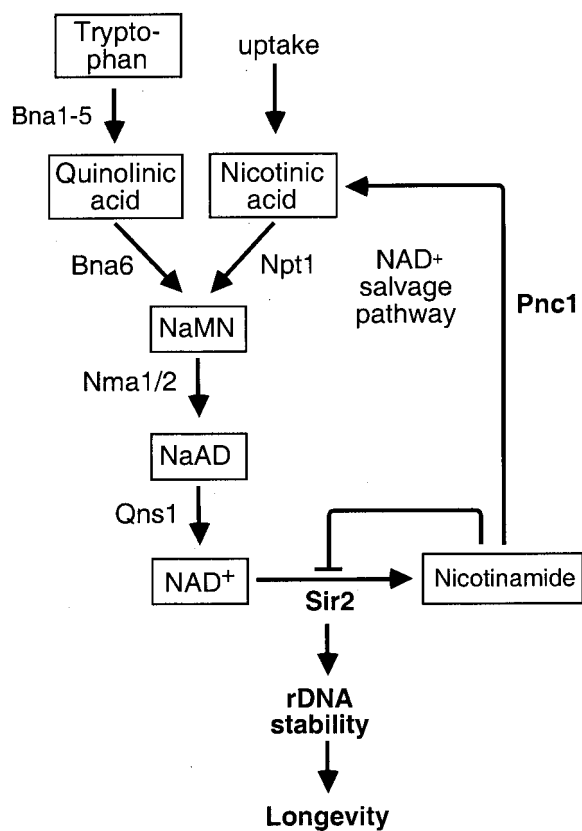 Trypto-
phan
uptake
Bna1-5
Quinolinic
acid
Nicotinic
acid
Bna6
Npt1
NAD+
salvage
pathway
Pnc1
NaMN
Nma1/2
NaAD
Qns1
NAD+
Sir2
Nicotinamide
rDNA
stability
Longevity